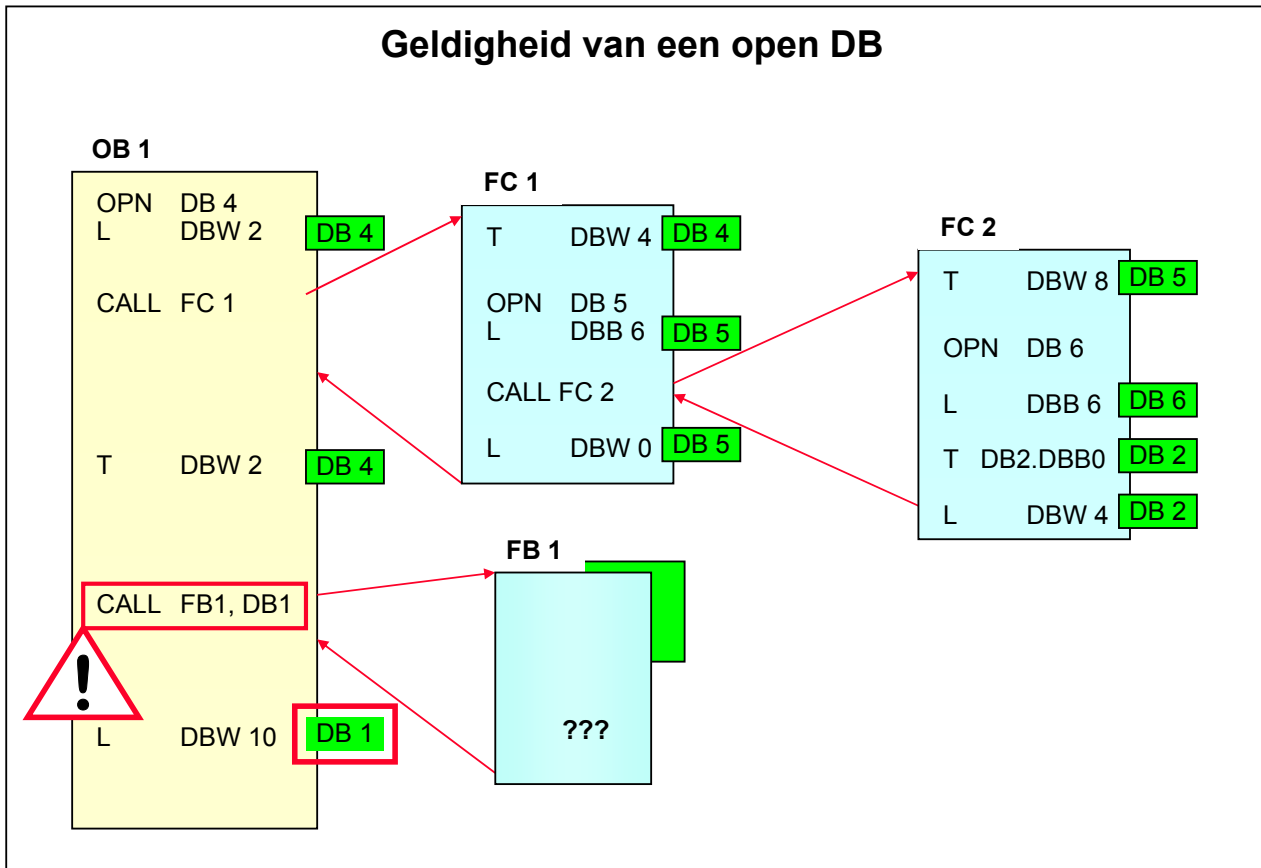 Geldigheid van een open DB
OB 1
OPN DB 4
L DBW 2 DB 4
CALL FC 1
T DBW 2 DB 4
CALL FB1, DB1
!
L DBW 10 DB 1
FC 1
T DBW 4 DB 4
OPN DB 5
L DBB 6 DB 5
CALL FC 2
L DBW 0 DB 5
FC 2
T DBW 8 DB 5
OPN DB 6
L DBB 6 DB 6
T DB2.DBB0 DB 2
L DBW 4 DB 2
FB 1
???